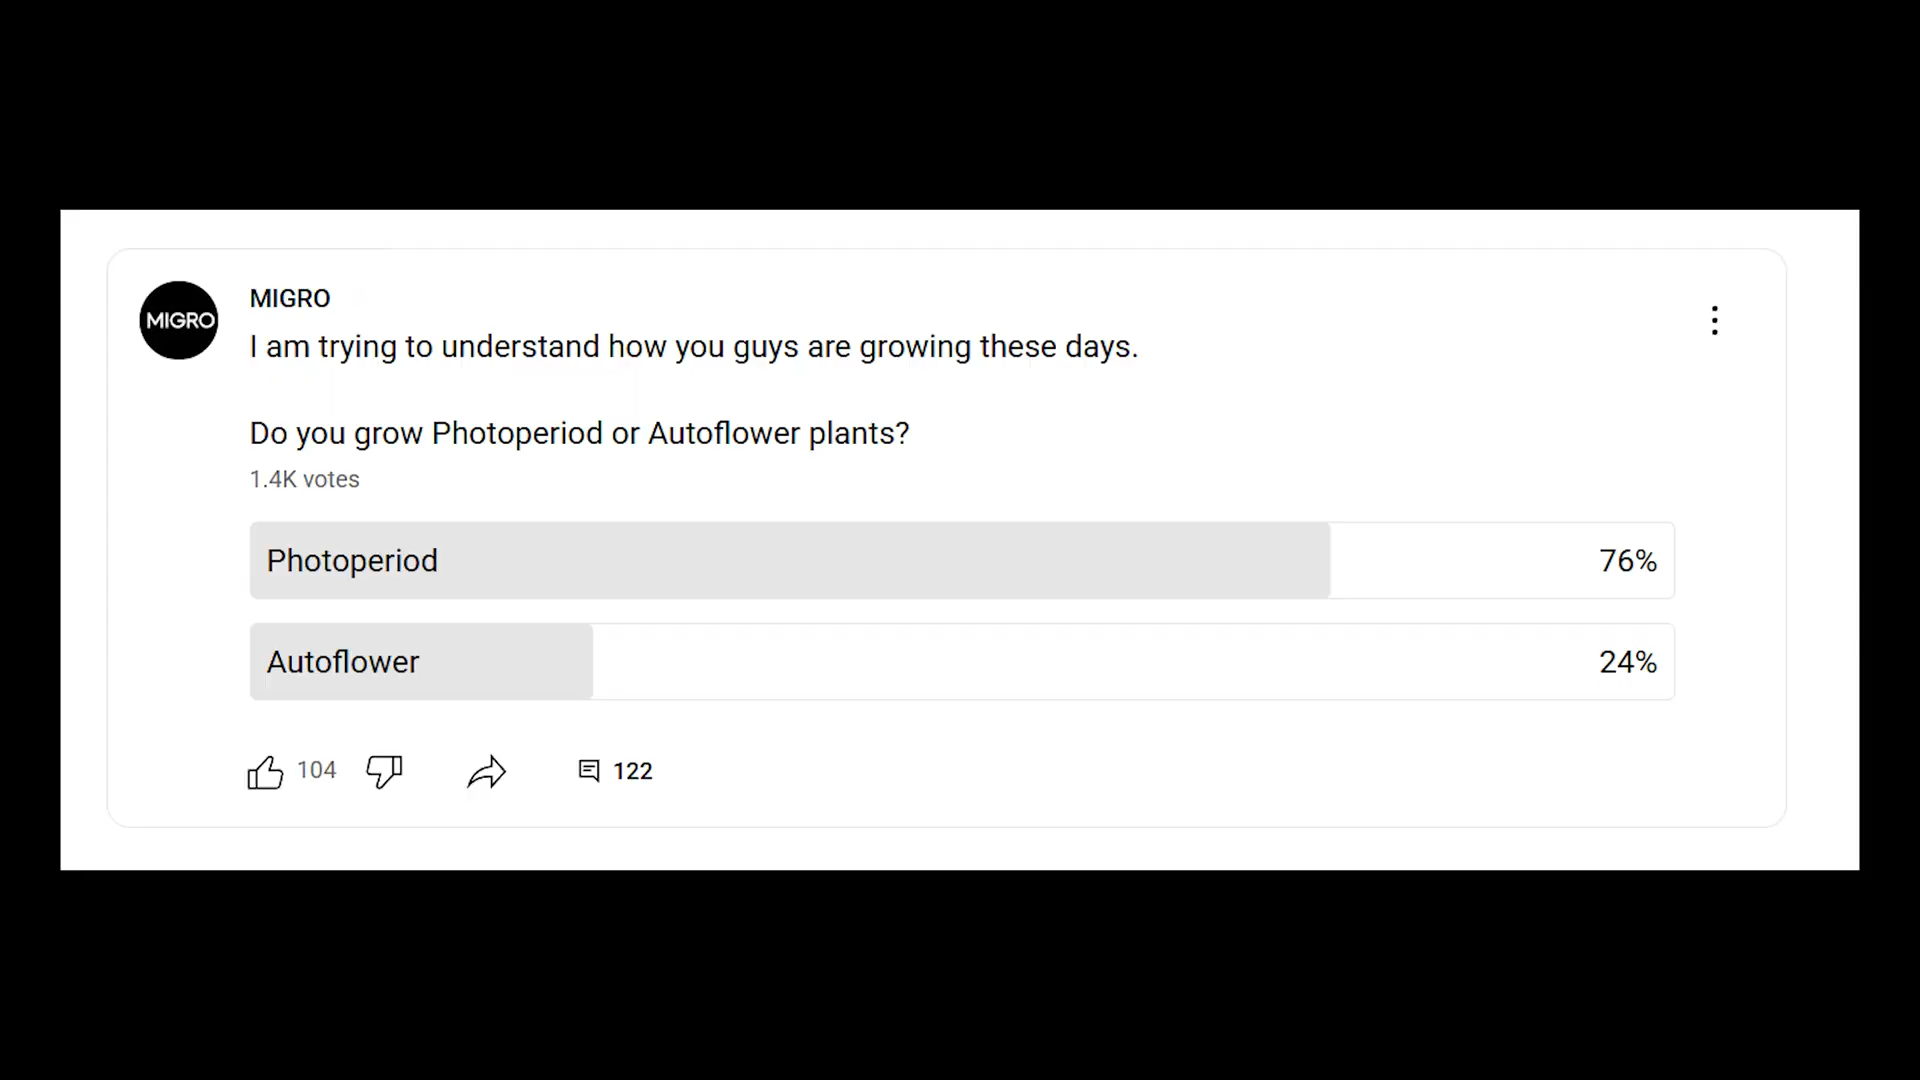 MIGRO
MIGRO
I am trying to understand how you guys are growing these days.
Do you grow Photoperiod or Autoflower plants?
1.4K votes
Photoperiod 76%
Autoflower 24%
104 122